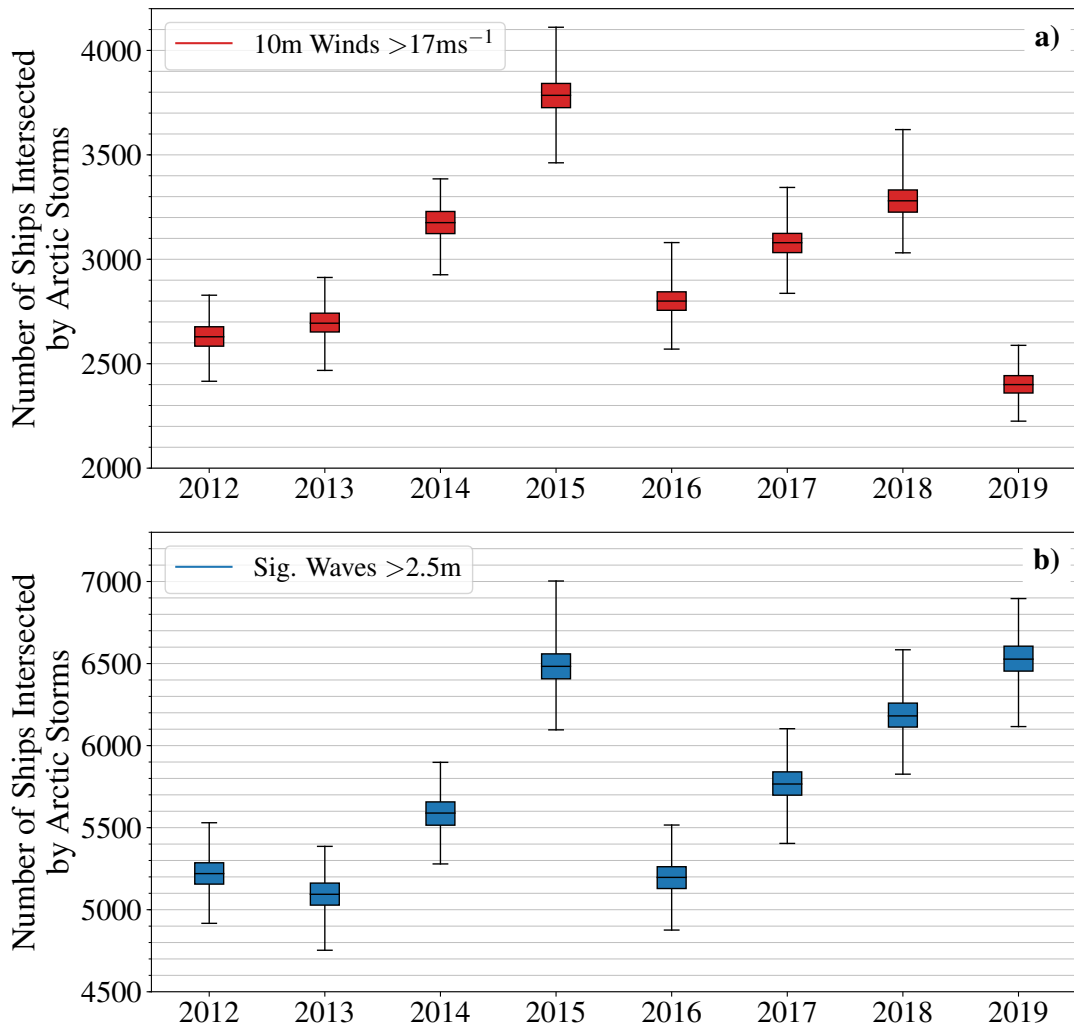 10m Winds >17ms⁻¹
a)
Number of Ships Intersected
by Arctic Storms
4000
3500
3000
2500
2000
2012 2013 2014 2015 2016 2017 2018 2019
Sig. Waves >2.5m
b)
Number of Ships Intersected
by Arctic Storms
7000
6500
6000
5500
5000
4500
2012 2013 2014 2015 2016 2017 2018 2019